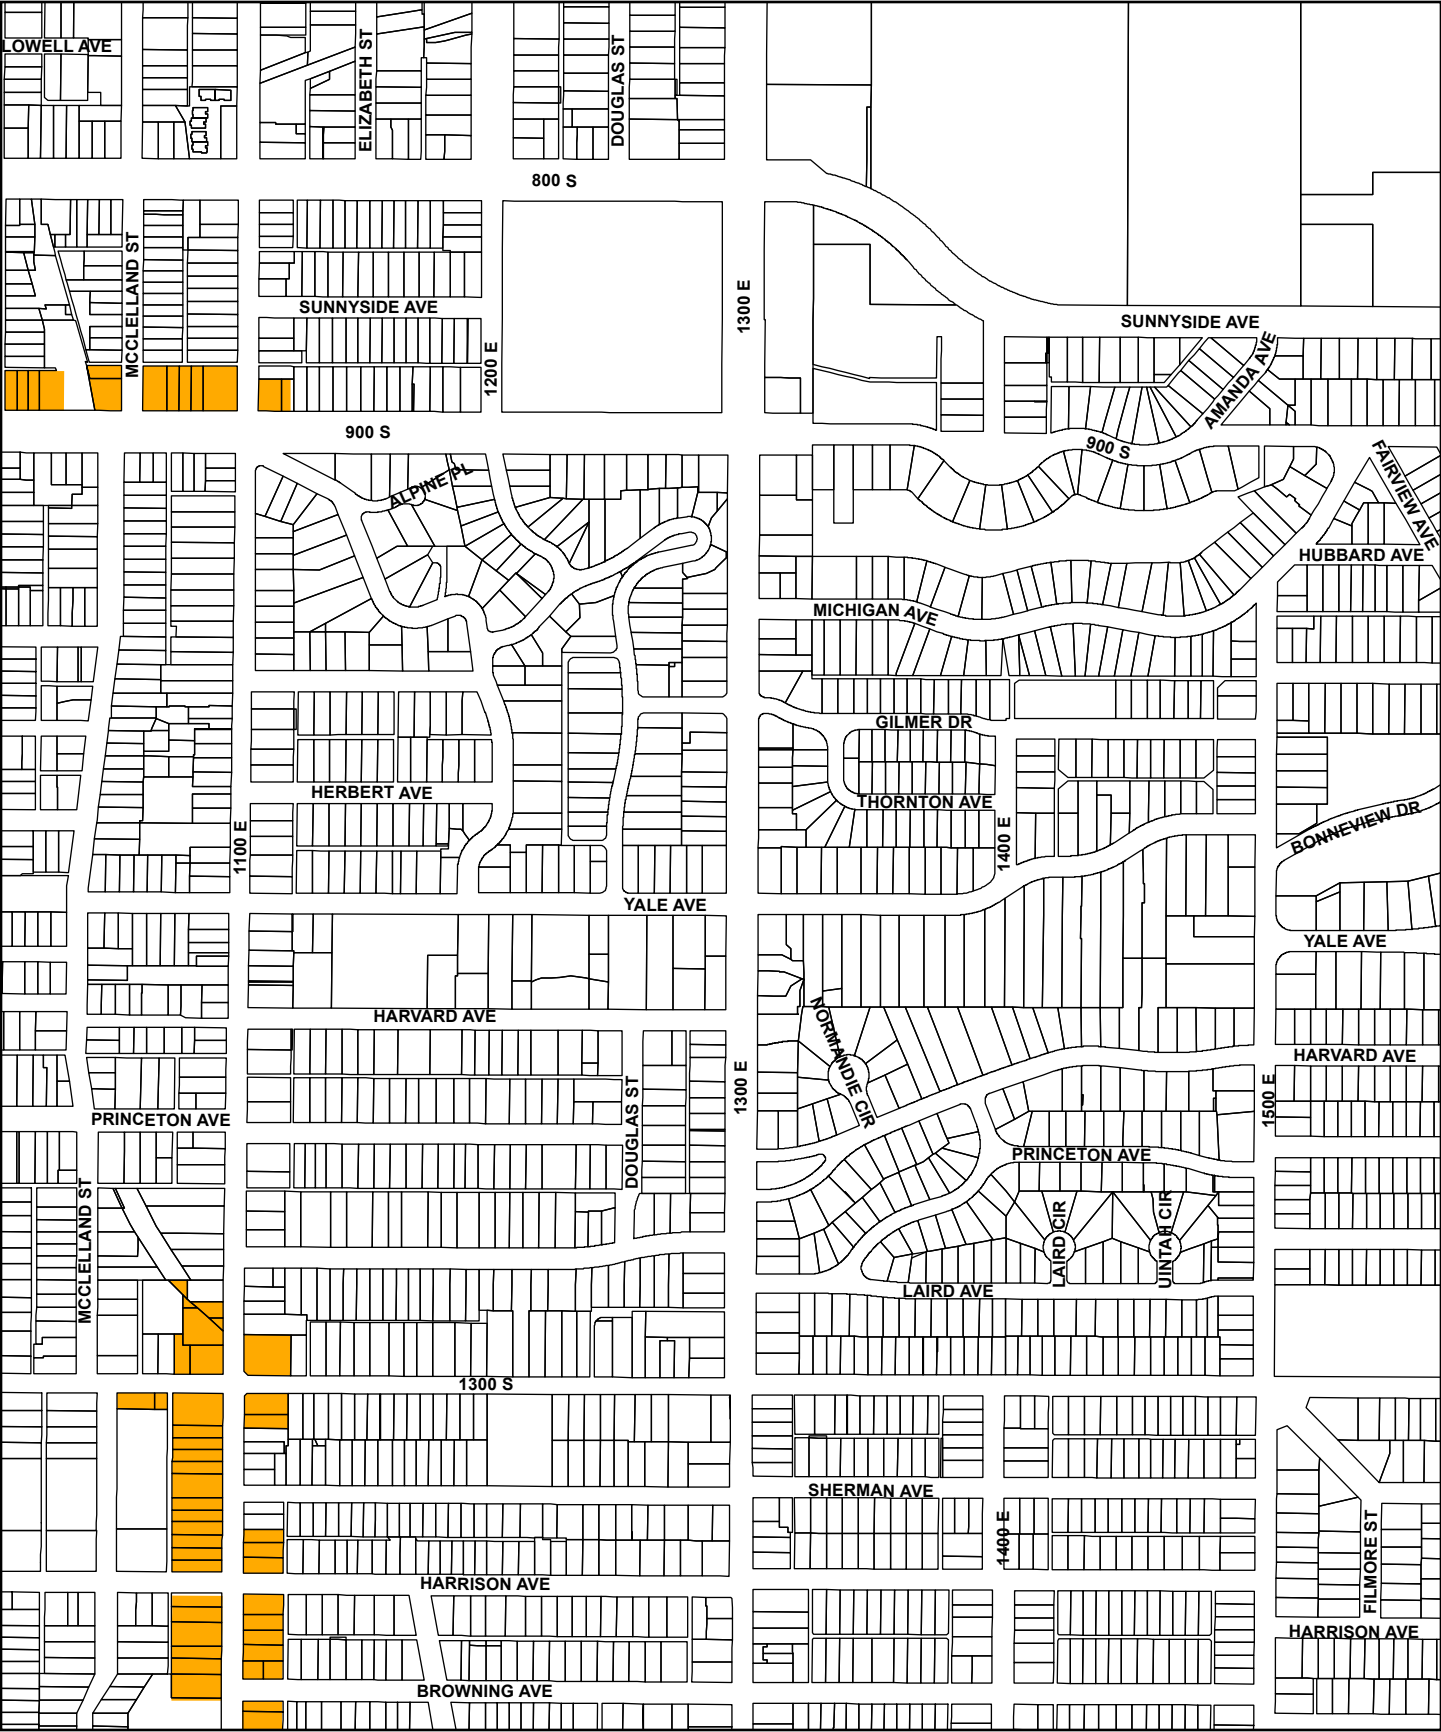 LOWELL AVE
ELIZABETH ST
DOUGLAS ST
800 S
MCCLELLAND ST
SUNNYSIDE AVE
1300 E
SUNNYSIDE AVE
1200 E
AMANDA AVE
900 S
900 S
FAIRVIEW AVE
ALPINE PL
HUBBARD AVE
MICHIGAN AVE
GILMER DR
HERBERT AVE
THORNTON AVE
BONNEVIEW DR
1100 E
1400 E
YALE AVE
YALE AVE
HARVARD AVE
NORMANDIE CIR
HARVARD AVE
1300 E
1500 E
PRINCETON AVE
DOUGLAS ST
PRINCETON AVE
MCCLELLAND ST
LAIRD CIR
UINTAH CIR
LAIRD AVE
1300 S
SHERMAN AVE
1400 E
FILMORE ST
HARRISON AVE
HARRISON AVE
BROWNING AVE